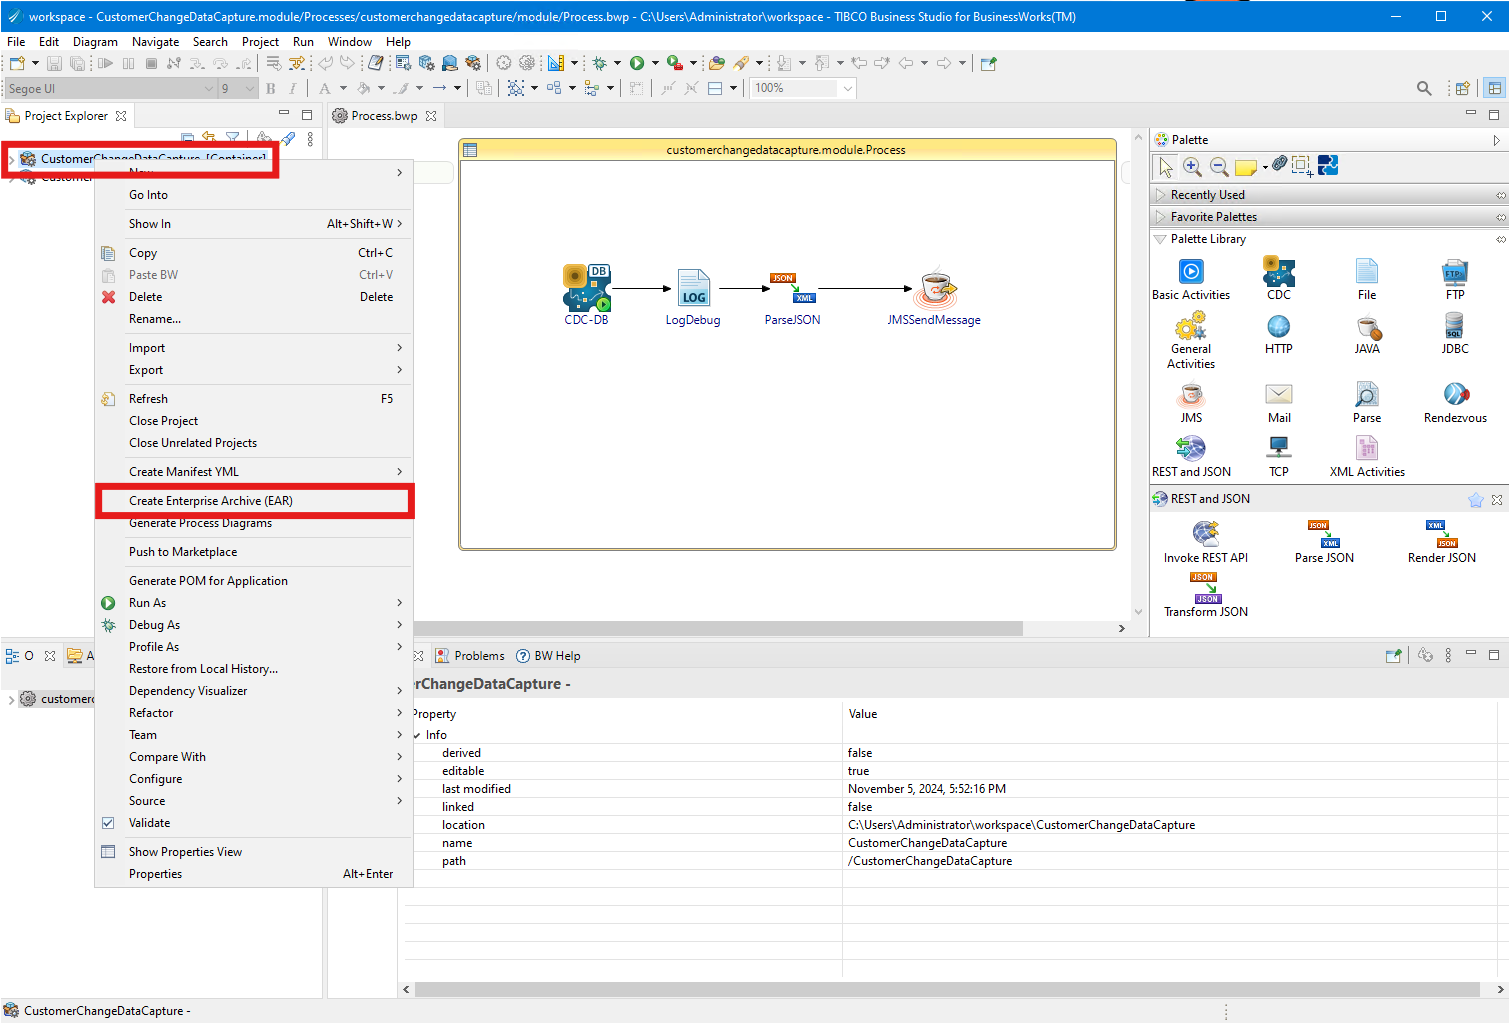 workspace - CustomerChangeDataCapture.module/Processes/customerchangedatacapture/module/Process.bwp - C:\Users\Administrator\workspace - TIBCO Business Studio for BusinessWorks(TM)
File Edit Diagram Navigate Search Project Run Window Help
Segoe UI 9 B I A 100%
Project Explorer
Process.bwp
CustomerChangeDataCapture [Container]
Customer
New
Go Into
Show In Alt+Shift+W
Copy Ctrl+C
Paste BW Ctrl+V
Delete Delete
Rename...
Import
Export
Refresh F5
Close Project
Close Unrelated Projects
Create Manifest YML
Create Enterprise Archive (EAR)
Generate Process Diagrams
Push to Marketplace
Generate POM for Application
Run As
Debug As
Profile As
Restore from Local History...
Dependency Visualizer
Refactor
Team
Compare With
Configure
Source
Validate
Show Properties View
Properties Alt+Enter
customerchangedatacapture.module.Process
DB
LOG
JSON
XML
CDC-DB
LogDebug
ParseJSON
JMSSendMessage
Palette
Recently Used
Favorite Palettes
Palette Library
Basic Activities
CDC
File
FTP
General Activities
HTTP
JAVA
JDBC
JMS
Mail
Parse
Rendezvous
REST and JSON
TCP
XML Activities
REST and JSON
Invoke REST API
JSON
XML
Parse JSON
XML
JSON
Render JSON
JSON
JSON
Transform JSON
O
A
customerc
Problems
BW Help
rChangeDataCapture -
Property Value
Info
derived false
editable true
last modified November 5, 2024, 5:52:16 PM
linked false
location C:\Users\Administrator\workspace\CustomerChangeDataCapture
name CustomerChangeDataCapture
path /CustomerChangeDataCapture
CustomerChangeDataCapture -